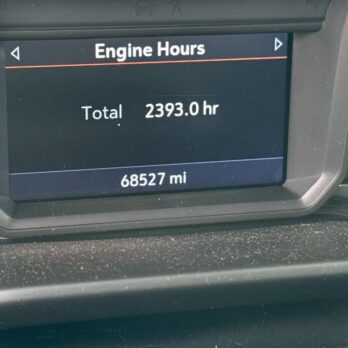 Engine Hours
Total 2393.0 hr
68527 mi